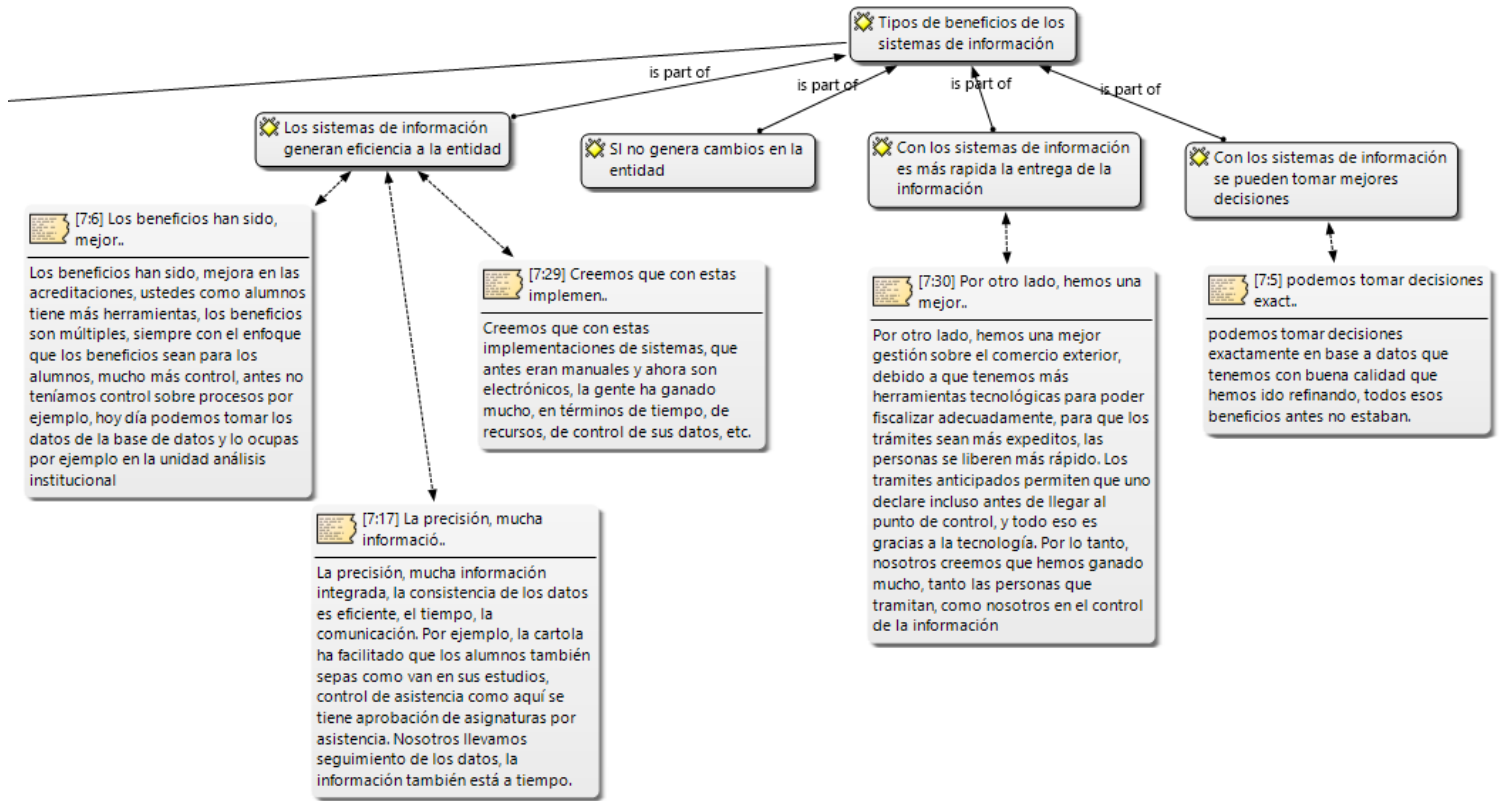 Tipos de beneficios de los
sistemas de información
is part of
is part of
is part of
is part of
Los sistemas de información
generan eficiencia a la entidad
SI no genera cambios en la
entidad
Con los sistemas de información
es más rapida la entrega de la
información
Con los sistemas de información
se pueden tomar mejores
decisiones
[7:6] Los beneficios han sido,
mejor..
Los beneficios han sido, mejora en las
acreditaciones, ustedes como alumnos
tiene más herramientas, los beneficios
son múltiples, siempre con el enfoque
que los beneficios sean para los
alumnos, mucho más control, antes no
teníamos control sobre procesos por
ejemplo, hoy día podemos tomar los
datos de la base de datos y lo ocupas
por ejemplo en la unidad análisis
institucional
[7:17] La precisión, mucha
informació..
La precisión, mucha información
integrada, la consistencia de los datos
es eficiente, el tiempo, la
comunicación. Por ejemplo, la cartola
ha facilitado que los alumnos también
sepas como van en sus estudios,
control de asistencia como aquí se
tiene aprobación de asignaturas por
asistencia. Nosotros llevamos
seguimiento de los datos, la
información también está a tiempo.
[7:29] Creemos que con estas
implemen..
Creemos que con estas
implementaciones de sistemas, que
antes eran manuales y ahora son
electrónicos, la gente ha ganado
mucho, en términos de tiempo, de
recursos, de control de sus datos, etc.
[7:30] Por otro lado, hemos una
mejor..
Por otro lado, hemos una mejor
gestión sobre el comercio exterior,
debido a que tenemos más
herramientas tecnológicas para poder
fiscalizar adecuadamente, para que los
trámites sean más expeditos, las
personas se liberen más rápido. Los
tramites anticipados permiten que uno
declare incluso antes de llegar al
punto de control, y todo eso es
gracias a la tecnología. Por lo tanto,
nosotros creemos que hemos ganado
mucho, tanto las personas que
tramitan, como nosotros en el control
de la información
[7:5] podemos tomar decisiones
exact..
podemos tomar decisiones
exactamente en base a datos que
tenemos con buena calidad que
hemos ido refinando, todos esos
beneficios antes no estaban.